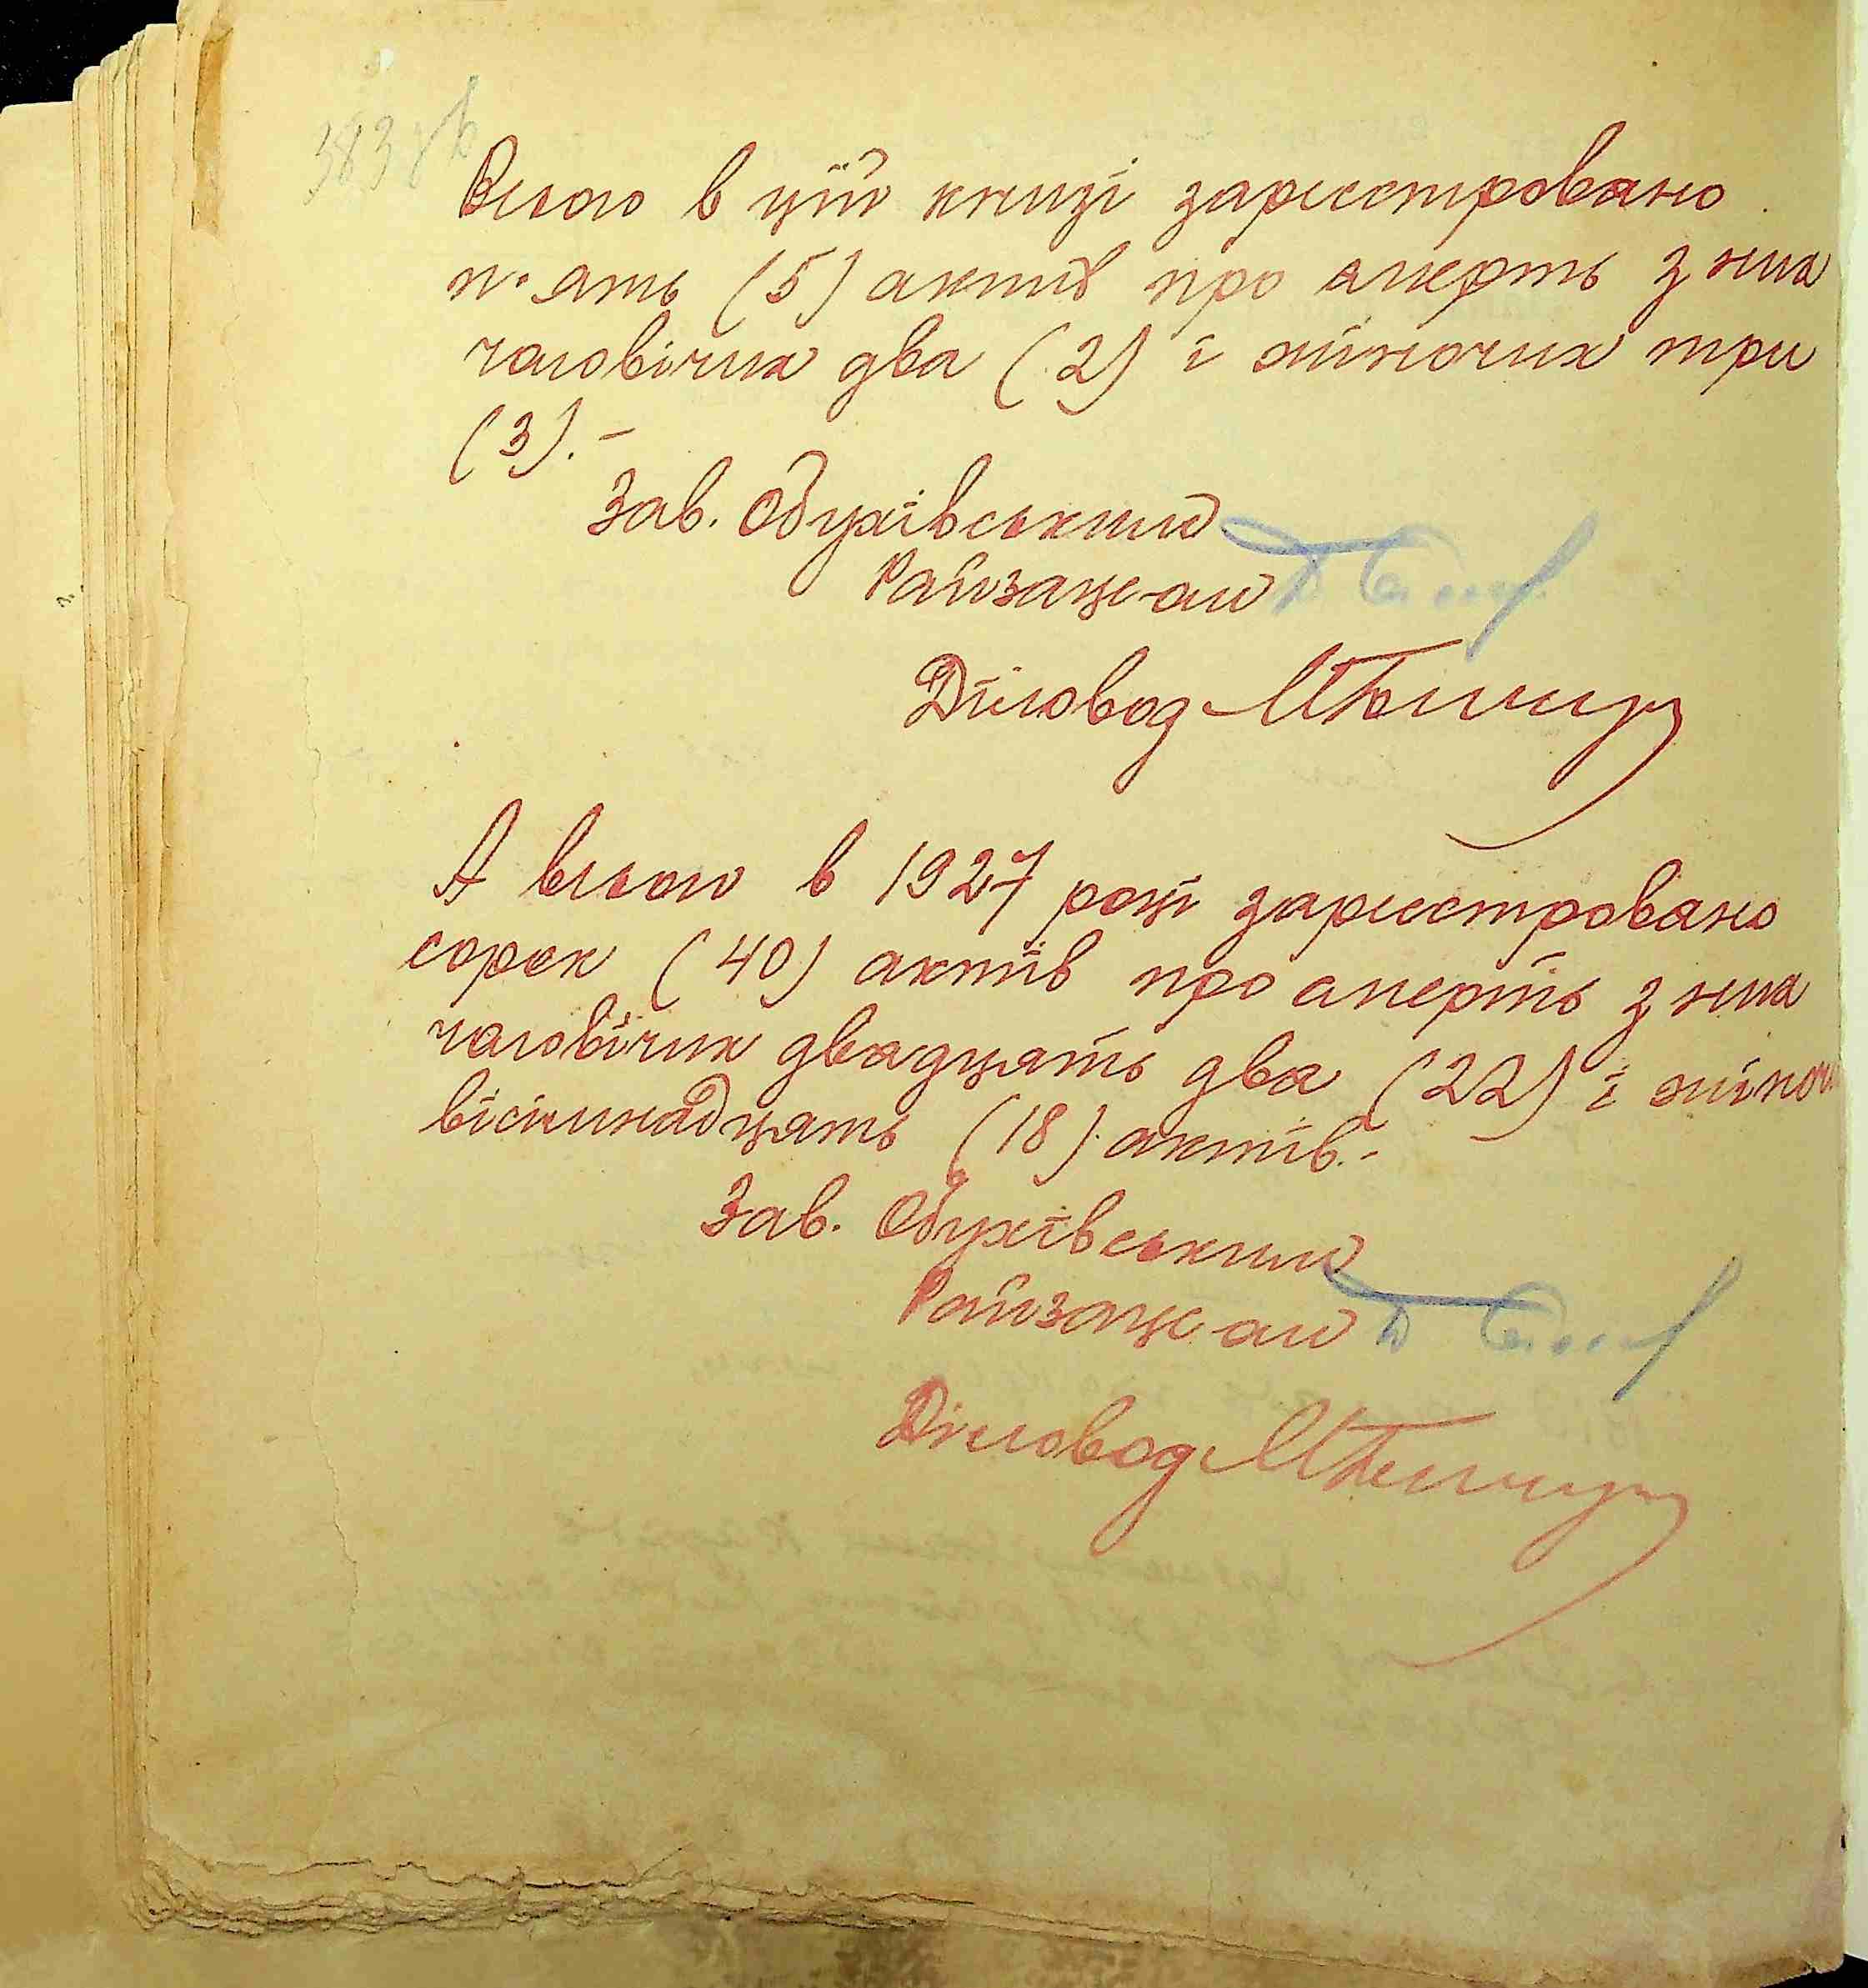 Всього в цій книзі зареєстровано
п'ять (5) актів про смерть з них
чоловічих два (2) і жіночих три
(3).-
Зав. Обухівським
Райзагс-ом
Діловод
А всього в 1927 році зареєстровано
сорок (40) актів про смерть з них
чоловічих двадцять два (22) і жіноч
вісімнадцять (18) актів.-
Зав. Обухівським
Райзагс-ом
Діловод